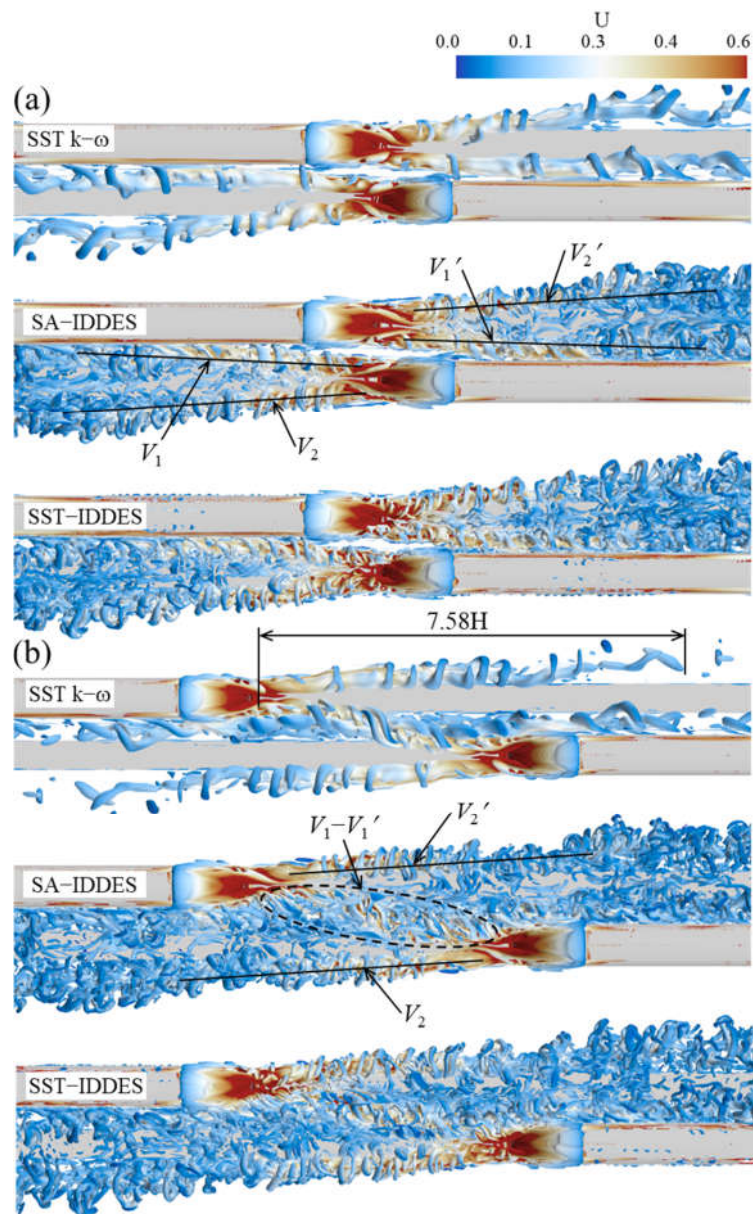 U
0.0 0.1 0.3 0.4 0.6
(a)
SST k-ω
V₂′
V₁′
SA-IDDES
V₁
V₂
SST-IDDES
7.58H
(b)
SST k-ω
V₁-V₁′
V₂′
SA-IDDES
V₂
SST-IDDES